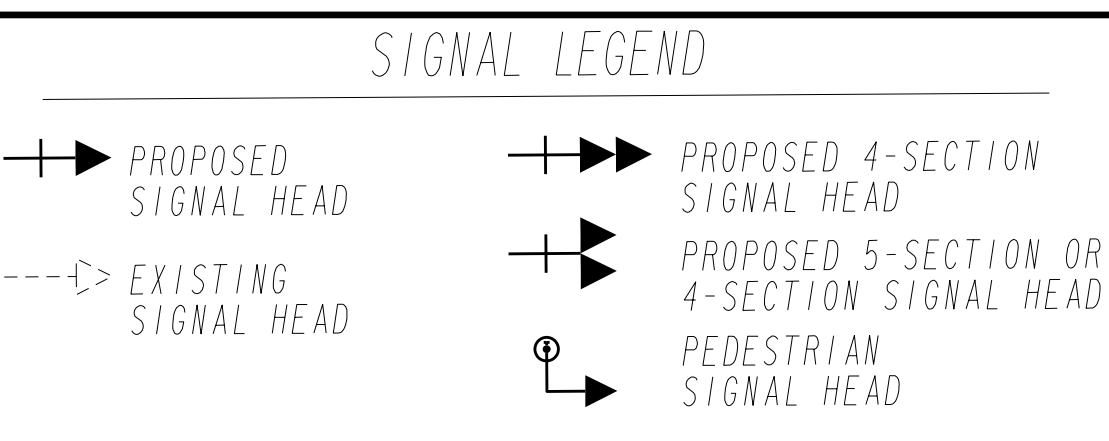 SIGNAL LEGEND
PROPOSED
SIGNAL HEAD
EXISTING
SIGNAL HEAD
PROPOSED 4-SECTION
SIGNAL HEAD
PROPOSED 5-SECTION OR
4-SECTION SIGNAL HEAD
PEDESTRIAN
SIGNAL HEAD